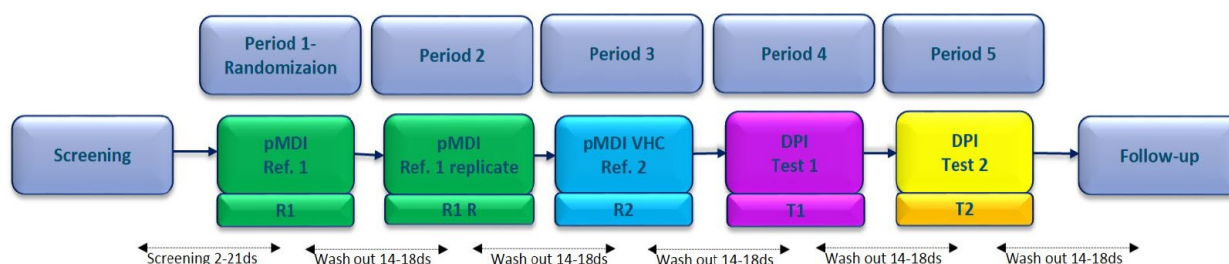 Period 1-
Randomizaion
Period 2
Period 3
Period 4
Period 5
Screening
pMDI
Ref. 1
pMDI
Ref. 1 replicate
pMDI VHC
Ref. 2
DPI
Test 1
DPI
Test 2
Follow-up
R1
R1 R
R2
T1
T2
Screening 2-21ds
Wash out 14-18ds
Wash out 14-18ds
Wash out 14-18ds
Wash out 14-18ds
Wash out 14-18ds